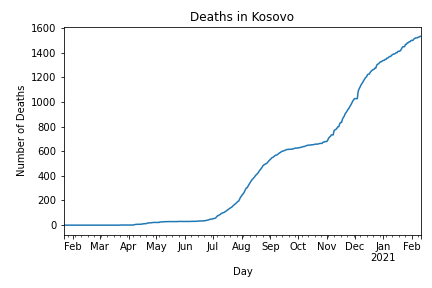 Deaths in Kosovo
1600
1400
1200
1000
800
600
400
200
0
Number of Deaths
Feb Mar Apr May Jun Jul Aug Sep Oct Nov Dec Jan Feb
2021
Day